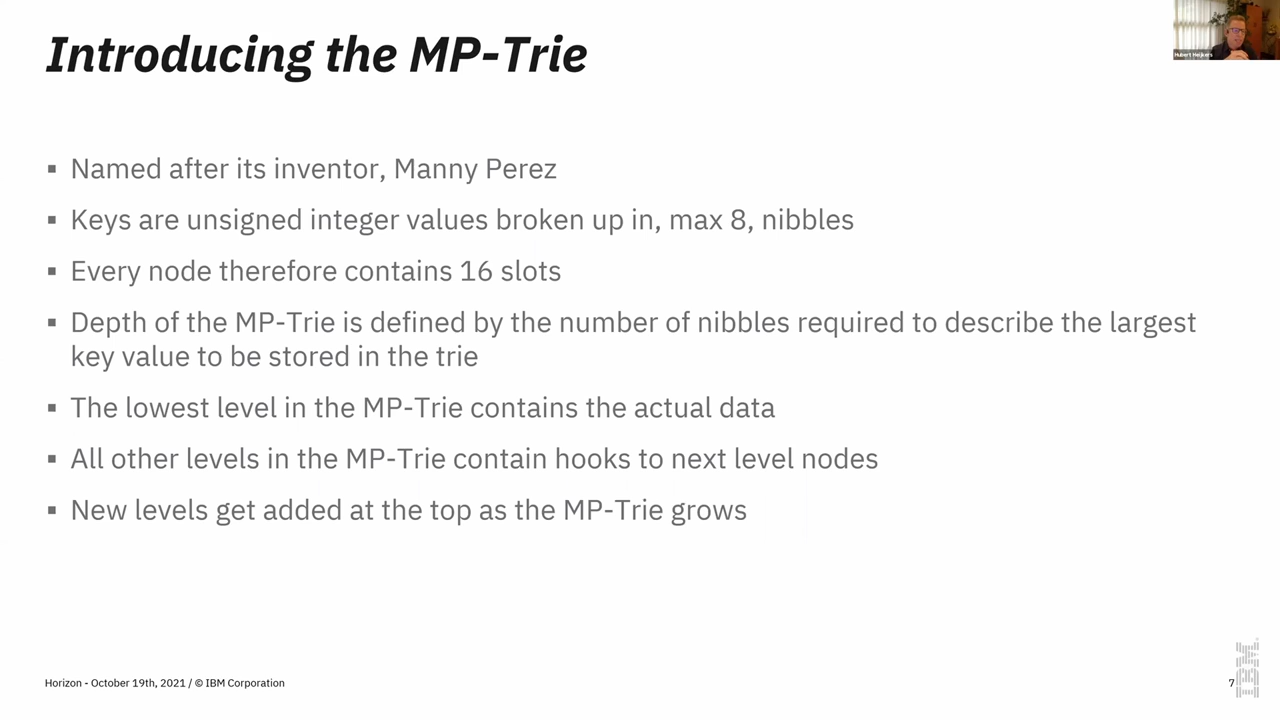 Introducing the MP-Trie
Hubert Heijkers
▪ Named after its inventor, Manny Perez
▪ Keys are unsigned integer values broken up in, max 8, nibbles
▪ Every node therefore contains 16 slots
▪ Depth of the MP-Trie is defined by the number of nibbles required to describe the largest
key value to be stored in the trie
▪ The lowest level in the MP-Trie contains the actual data
▪ All other levels in the MP-Trie contain hooks to next level nodes
▪ New levels get added at the top as the MP-Trie grows
Horizon - October 19th, 2021 / © IBM Corporation
7
IBM